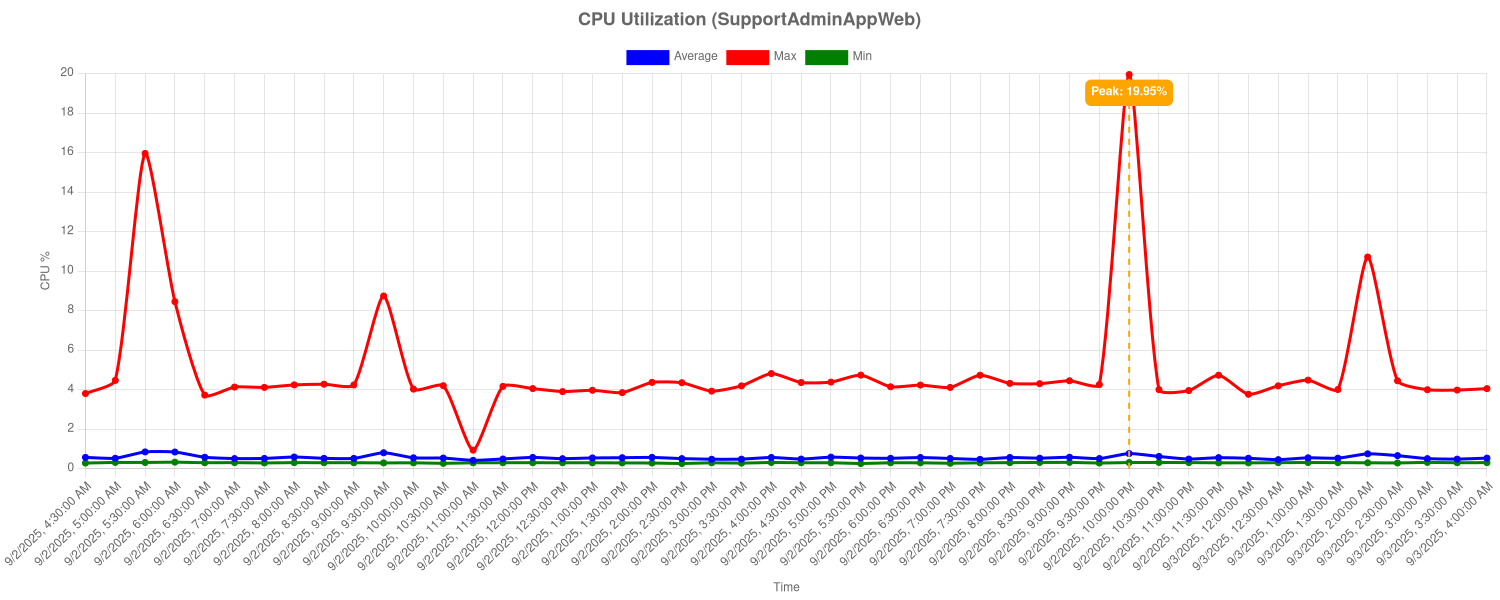 CPU Utilization (SupportAdminAppWeb)
Average Max Min
Peak: 19.95%
CPU %
20
18
16
14
12
10
8
6
4
2
0
9/2/2025, 4:30:00 AM
9/2/2025, 5:00:00 AM
9/2/2025, 5:30:00 AM
9/2/2025, 6:00:00 AM
9/2/2025, 6:30:00 AM
9/2/2025, 7:00:00 AM
9/2/2025, 7:30:00 AM
9/2/2025, 8:00:00 AM
9/2/2025, 8:30:00 AM
9/2/2025, 9:00:00 AM
9/2/2025, 9:30:00 AM
9/2/2025, 10:00:00 AM
9/2/2025, 10:30:00 AM
9/2/2025, 11:00:00 AM
9/2/2025, 11:30:00 AM
9/2/2025, 12:00:00 PM
9/2/2025, 12:30:00 PM
9/2/2025, 1:00:00 PM
9/2/2025, 1:30:00 PM
9/2/2025, 2:00:00 PM
9/2/2025, 2:30:00 PM
9/2/2025, 3:00:00 PM
9/2/2025, 3:30:00 PM
9/2/2025, 4:00:00 PM
9/2/2025, 4:30:00 PM
9/2/2025, 5:00:00 PM
9/2/2025, 5:30:00 PM
9/2/2025, 6:00:00 PM
9/2/2025, 6:30:00 PM
9/2/2025, 7:00:00 PM
9/2/2025, 7:30:00 PM
9/2/2025, 8:00:00 PM
9/2/2025, 8:30:00 PM
9/2/2025, 9:00:00 PM
9/2/2025, 9:30:00 PM
9/2/2025, 10:00:00 PM
9/2/2025, 10:30:00 PM
9/2/2025, 11:00:00 PM
9/2/2025, 11:30:00 PM
9/3/2025, 12:00:00 AM
9/3/2025, 12:30:00 AM
9/3/2025, 1:00:00 AM
9/3/2025, 1:30:00 AM
9/3/2025, 2:00:00 AM
9/3/2025, 2:30:00 AM
9/3/2025, 3:00:00 AM
9/3/2025, 3:30:00 AM
9/3/2025, 4:00:00 AM
Time